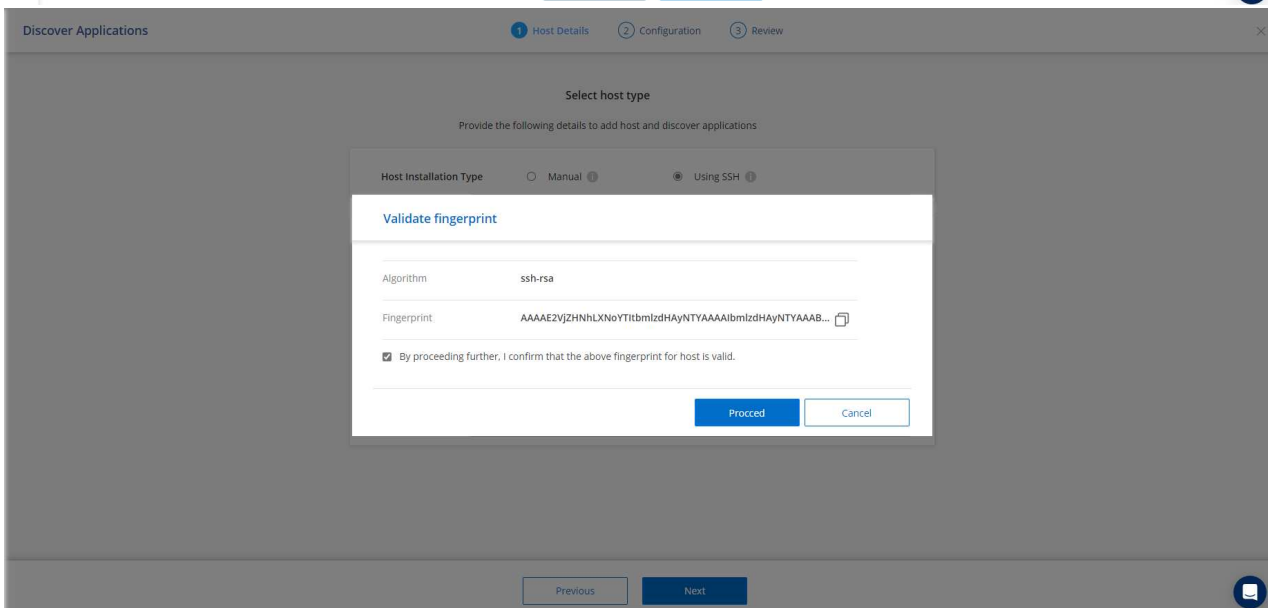 Discover Applications
1 Host Details 2 Configuration 3 Review
Select host type
Provide the following details to add host and discover applications
Host Installation Type Manual Using SSH
Validate fingerprint
Algorithm ssh-rsa
Fingerprint AAAAE2VjZHNhLXNoYTItbmlzdHAyNTYAAAAIbmlzdHAyNTYAAAB...
By proceeding further, I confirm that the above fingerprint for host is valid.
Procced Cancel
Previous Next